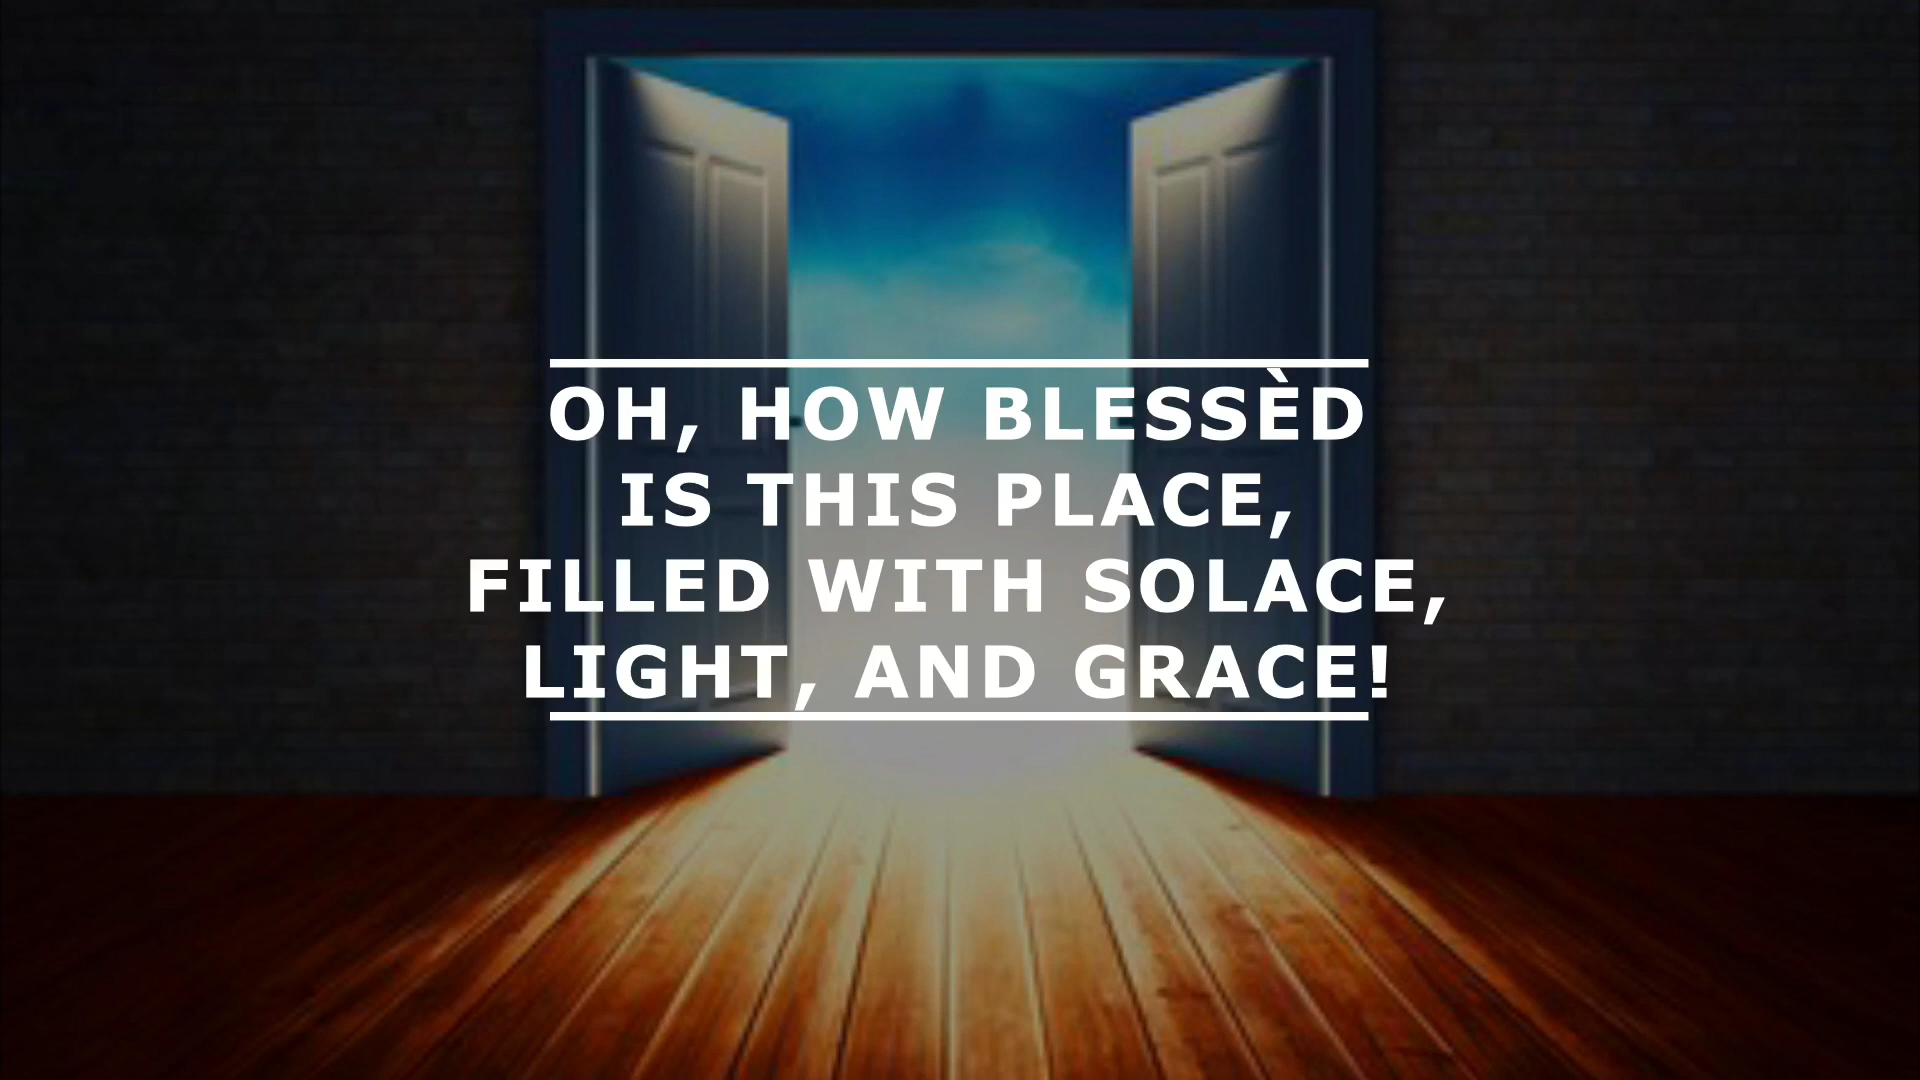 OH, HOW BLESSÈD
IS THIS PLACE,
FILLED WITH SOLACE,
LIGHT, AND GRACE!